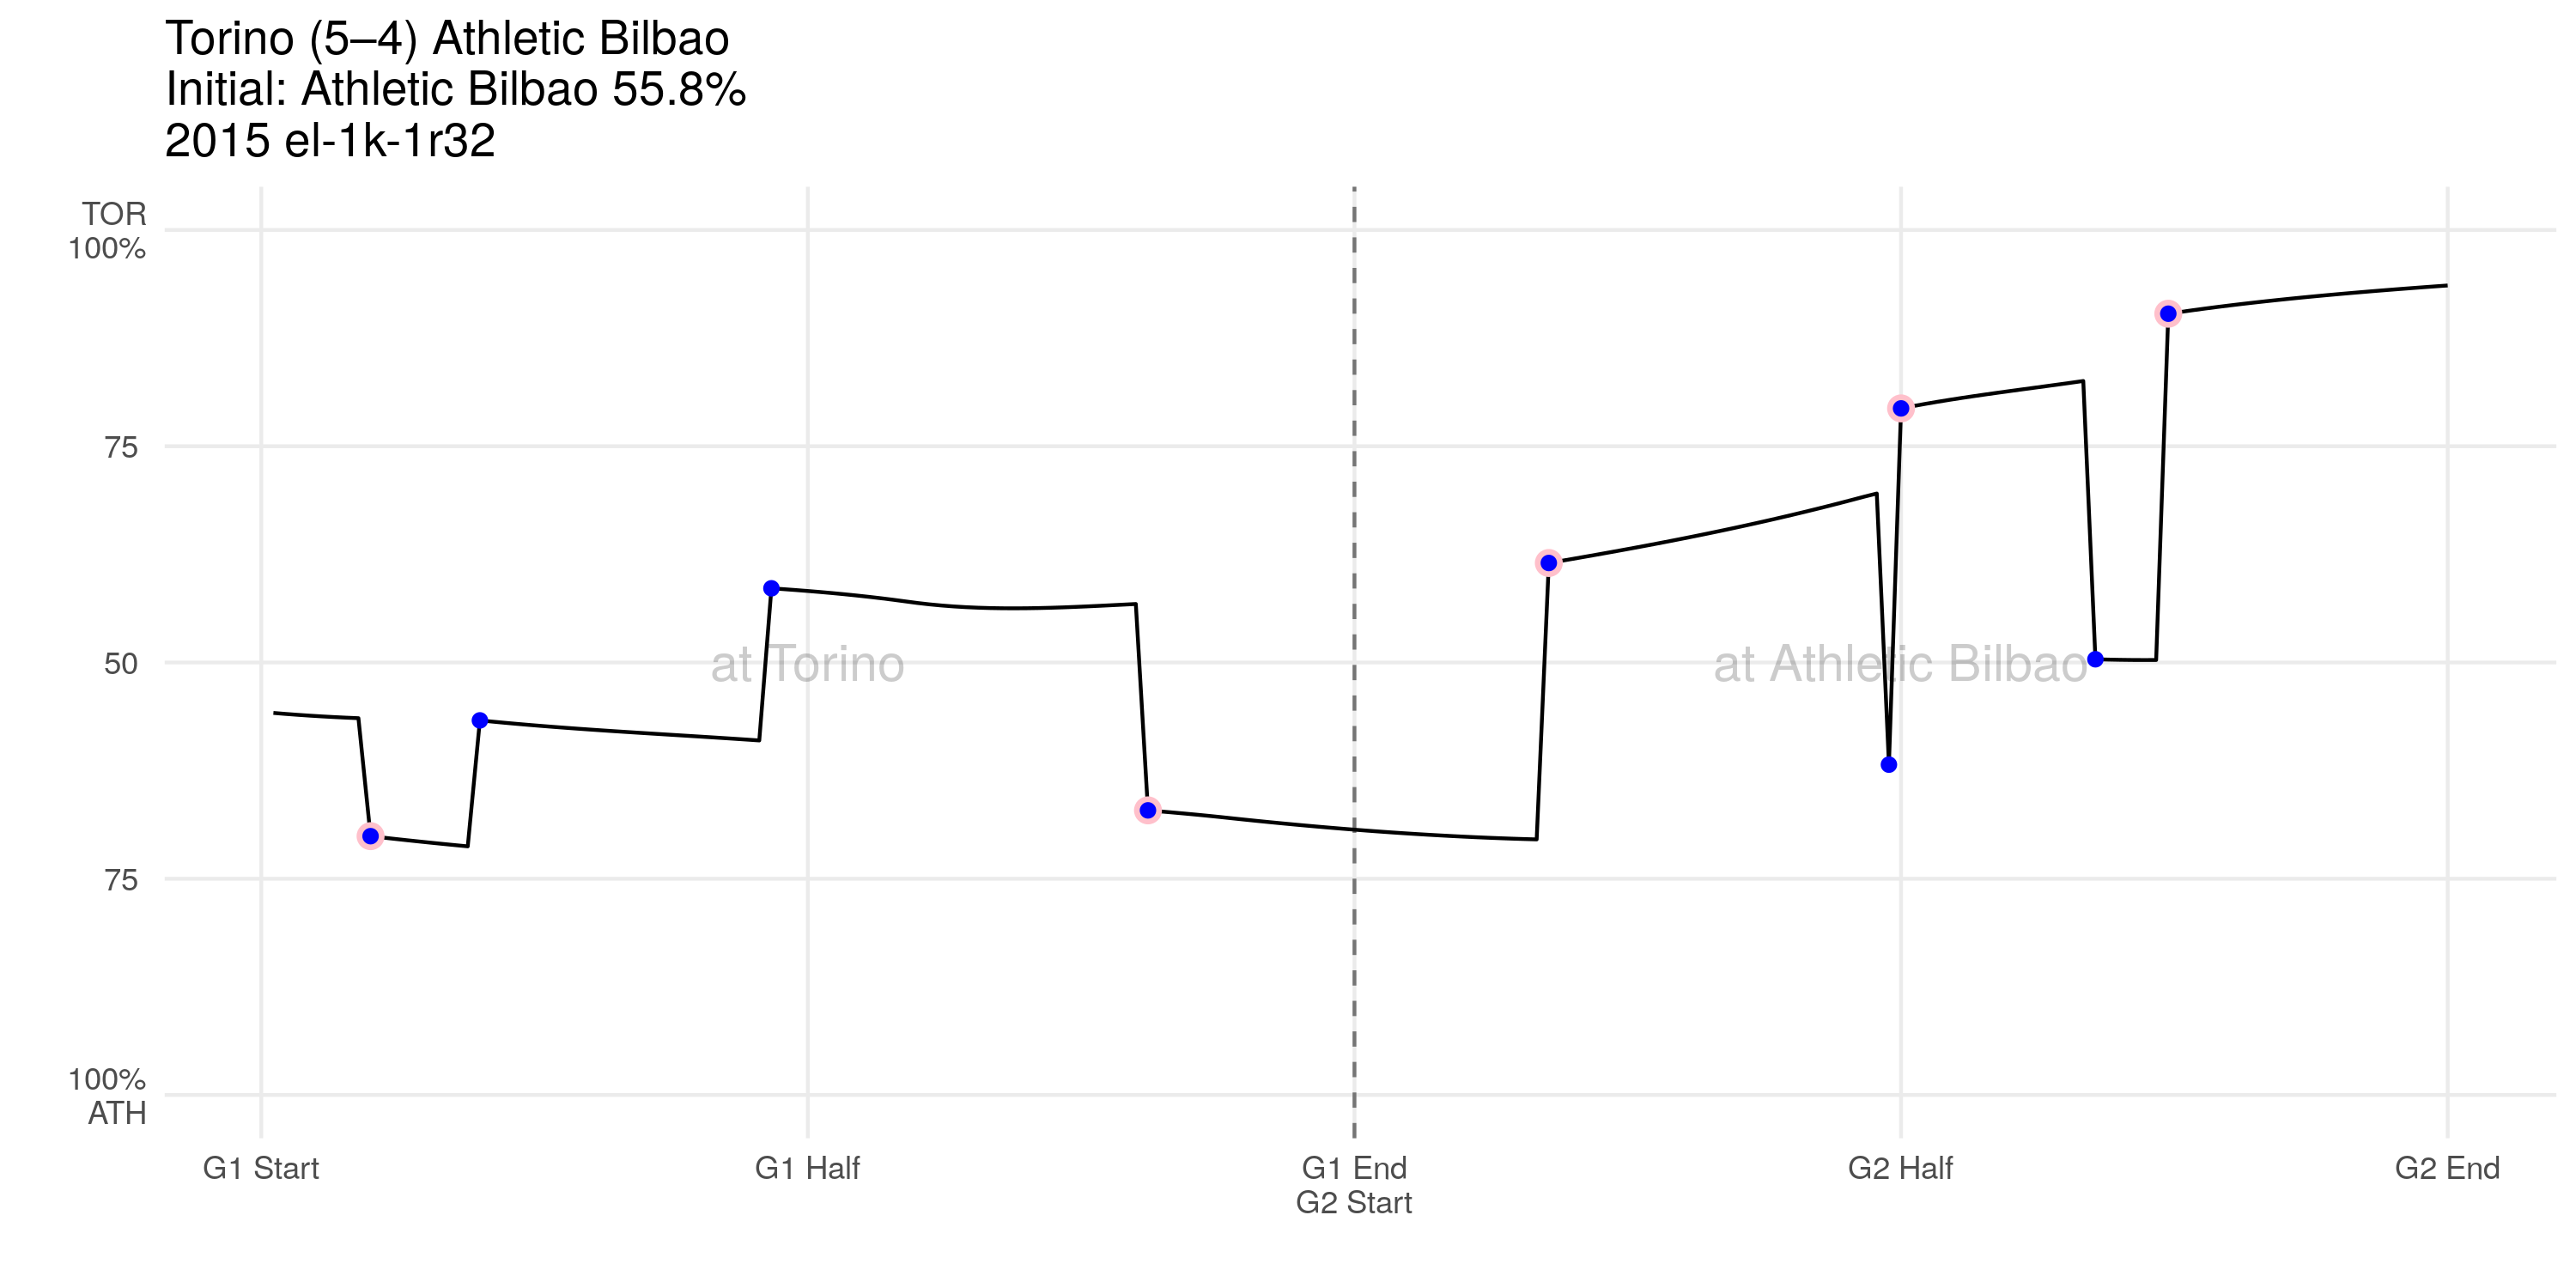 Torino (5–4) Athletic Bilbao
Initial: Athletic Bilbao 55.8%
2015 el-1k-1r32
TOR
100%
75
50
75
100%
ATH
at Torino
at Athletic Bilbao
G1 Start
G1 Half
G1 End
G2 Start
G2 Half
G2 End